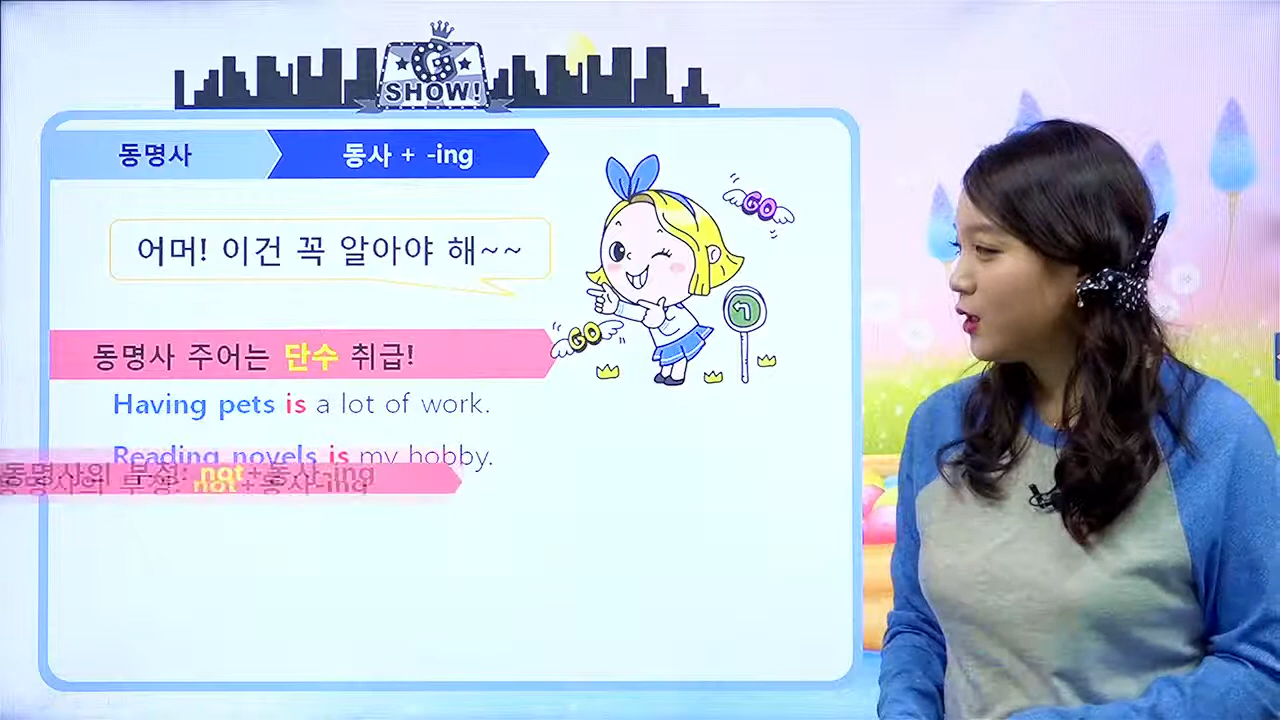 G
SHOW!
동명사
동사 + -ing
어머! 이건 꼭 알아야 해~~
GO
GO
동명사 주어는 단수 취급!
Having pets is a lot of work.
Reading novels is my hobby.
동명사의 부정: not+동사-ing